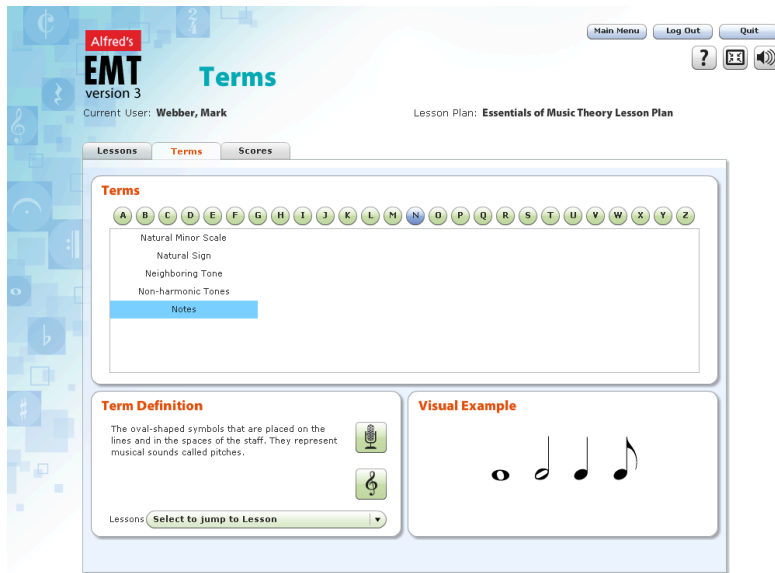 Main Menu
Log Out
Quit
?
Alfred's
EMT
version 3
Terms
Current User: Webber, Mark
Lesson Plan: Essentials of Music Theory Lesson Plan
Lessons
Terms
Scores
Terms
A B C D E F G H I J K L M N O P Q R S T U V W X Y Z
Natural Minor Scale
Natural Sign
Neighboring Tone
Non-harmonic Tones
Notes
Term Definition
The oval-shaped symbols that are placed on the
lines and in the spaces of the staff. They represent
musical sounds called pitches.
Lessons Select to jump to Lesson
Visual Example